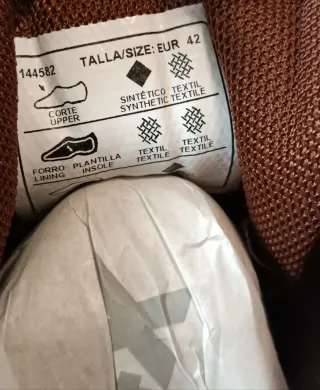 TALLA/SIZE: EUR 42
144582
CORTE
UPPER
SINTÉTICO TEXTIL
SYNTHETIC TEXTILE
FORRO PLANTILLA
LINING INSOLE
TEXTIL TEXTIL
TEXTILE TEXTILE